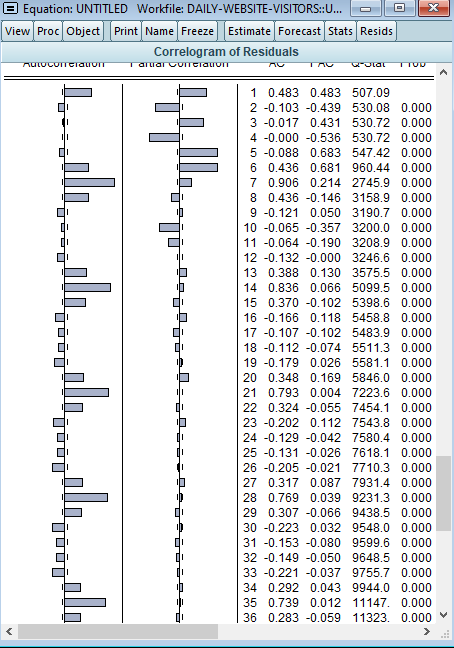 Equation: UNTITLED Workfile: DAILY-WEBSITE-VISITORS::U...
View Proc Object Print Name Freeze Estimate Forecast Stats Resids
Correlogram of Residuals
Autocorrelation Partial Correlation AC PAC Q-Stat Prob
1 0.483 0.483 507.09
2 -0.103 -0.439 530.08 0.000
3 -0.017 0.431 530.72 0.000
4 -0.000 -0.536 530.72 0.000
5 -0.088 0.683 547.42 0.000
6 0.436 0.681 960.44 0.000
7 0.906 0.214 2745.9 0.000
8 0.436 -0.146 3158.9 0.000
9 -0.121 0.050 3190.7 0.000
10 -0.065 -0.357 3200.0 0.000
11 -0.064 -0.190 3208.9 0.000
12 -0.132 -0.000 3246.6 0.000
13 0.388 0.130 3575.5 0.000
14 0.836 0.066 5099.5 0.000
15 0.370 -0.102 5398.6 0.000
16 -0.166 0.118 5458.8 0.000
17 -0.107 -0.102 5483.9 0.000
18 -0.112 -0.074 5511.3 0.000
19 -0.179 0.026 5581.1 0.000
20 0.348 0.169 5846.0 0.000
21 0.793 0.004 7223.6 0.000
22 0.324 -0.055 7454.1 0.000
23 -0.202 0.112 7543.8 0.000
24 -0.129 -0.042 7580.4 0.000
25 -0.131 -0.026 7618.1 0.000
26 -0.205 -0.021 7710.3 0.000
27 0.317 0.087 7931.4 0.000
28 0.769 0.039 9231.3 0.000
29 0.307 -0.066 9438.5 0.000
30 -0.223 0.032 9548.0 0.000
31 -0.153 -0.080 9599.6 0.000
32 -0.149 -0.050 9648.5 0.000
33 -0.221 -0.037 9755.7 0.000
34 0.292 0.043 9944.0 0.000
35 0.739 0.012 11147. 0.000
36 0.283 -0.059 11323. 0.000